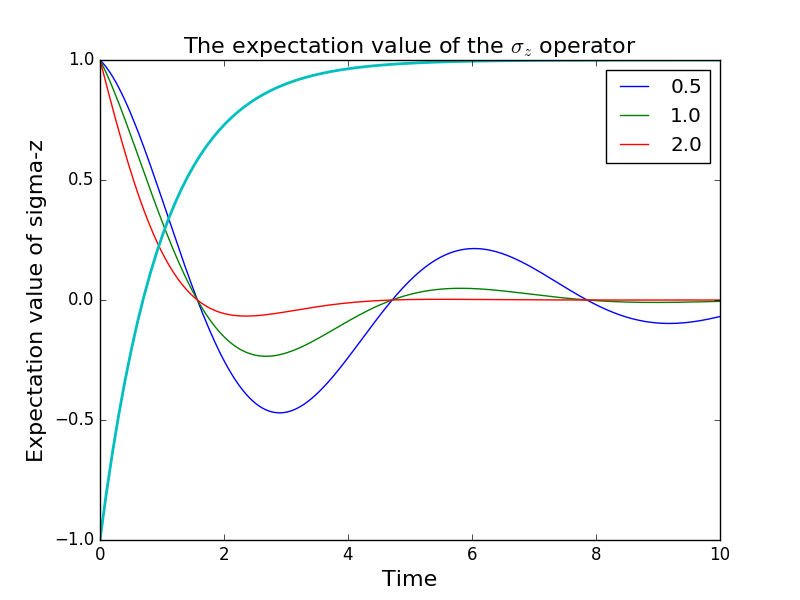 The expectation value of the σz operator
1.0
0.5
0.0
−0.5
−1.0
Expectation value of sigma-z
0.5
1.0
2.0
0 2 4 6 8 10
Time